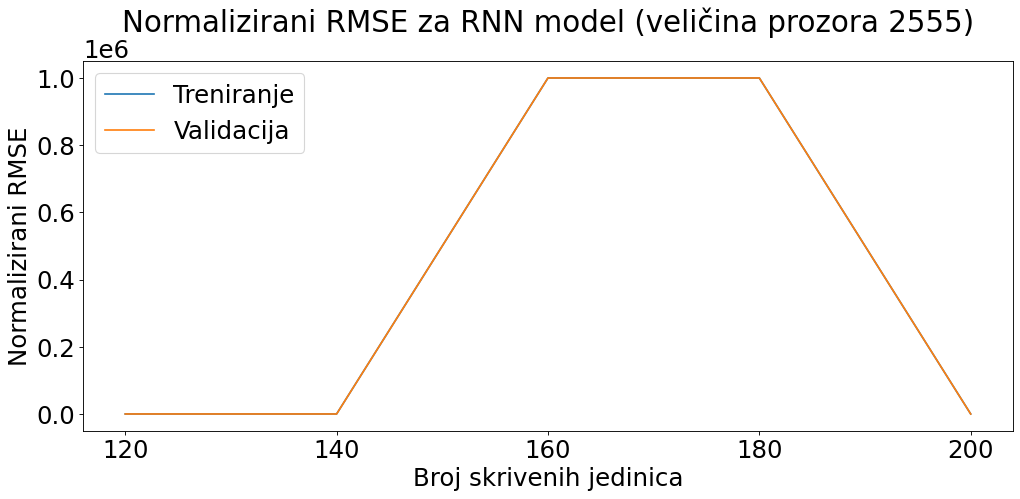 Normalizirani RMSE za RNN model (veličina prozora 2555)
1e6
1.0
0.8
0.6
0.4
0.2
0.0
Normalizirani RMSE
Treniranje
Validacija
120 140 160 180 200
Broj skrivenih jedinica